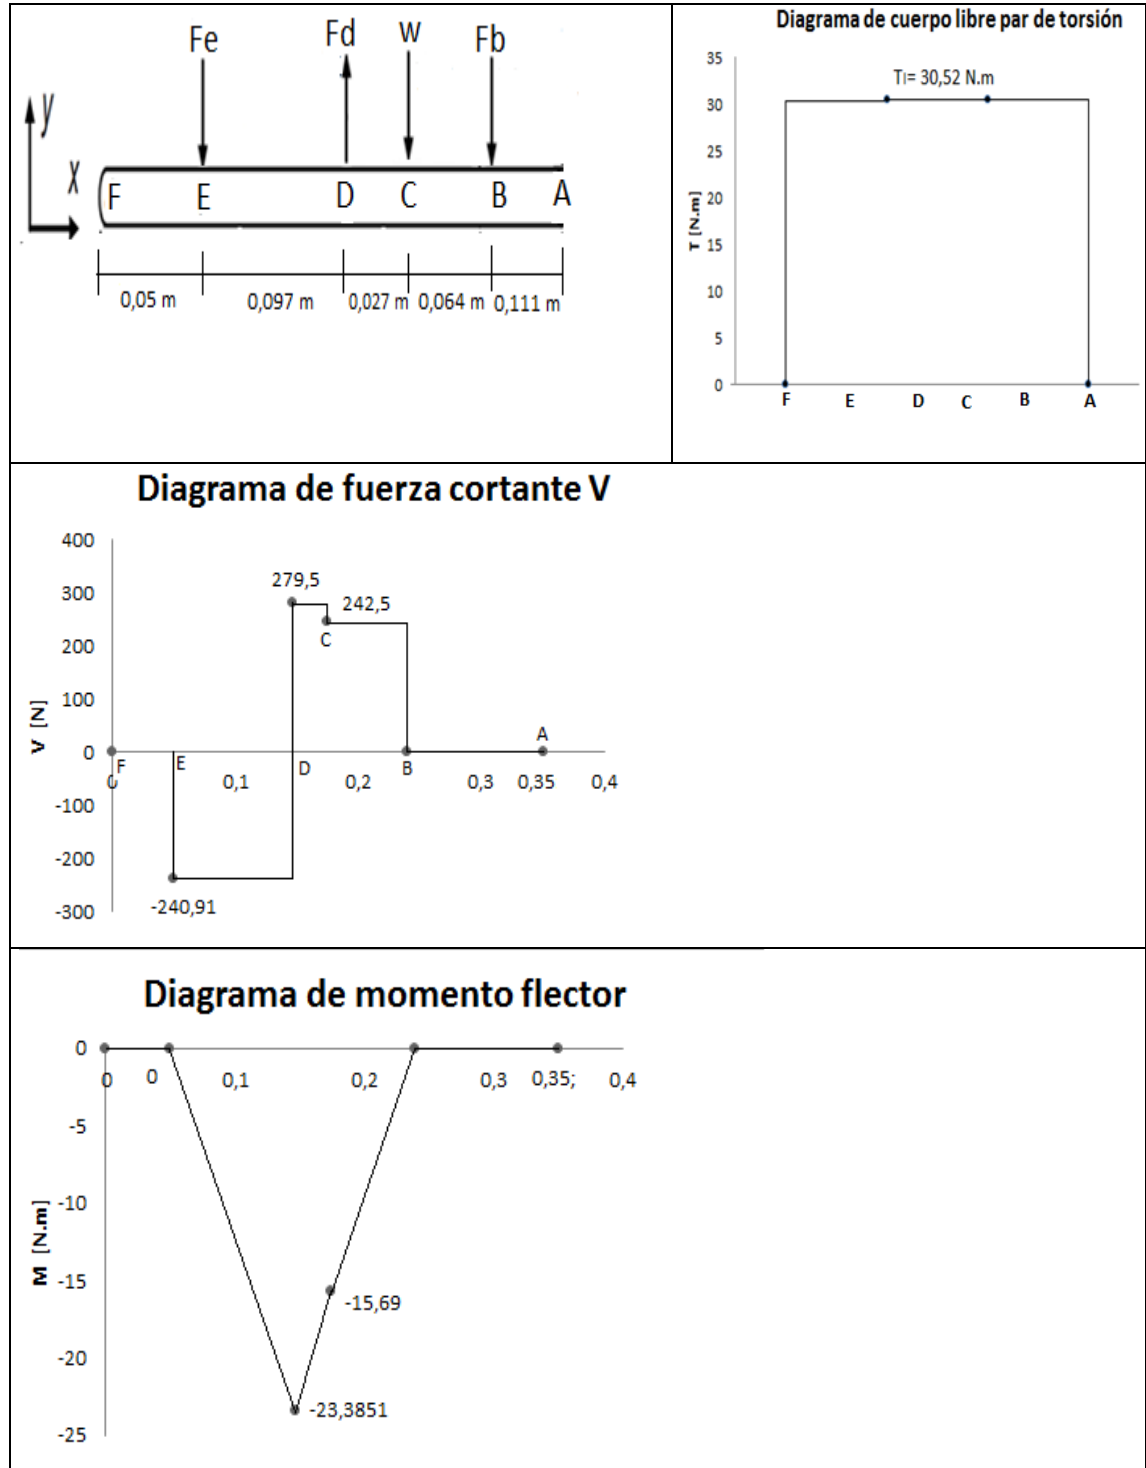 Fe Fd w Fb
y
X
F E D C B A
0,05 m 0,097 m 0,027 m 0,064 m 0,111 m
Diagrama de cuerpo libre par de torsión
35
Tl= 30,52 N.m
30
25
20
15
10
5
0
T [N.m]
F E D C B A
Diagrama de fuerza cortante V
400
300
200
100
0
-100
-200
-300
V [N]
279,5
242,5
C
A
F E D B
0 0,1 0,2 0,3 0,35 0,4
-240,91
Diagrama de momento flector
0
-5
-10
-15
-20
-25
M [N.m]
0 0 0,1 0,2 0,3 0,35; 0,4
-15,69
-23,3851